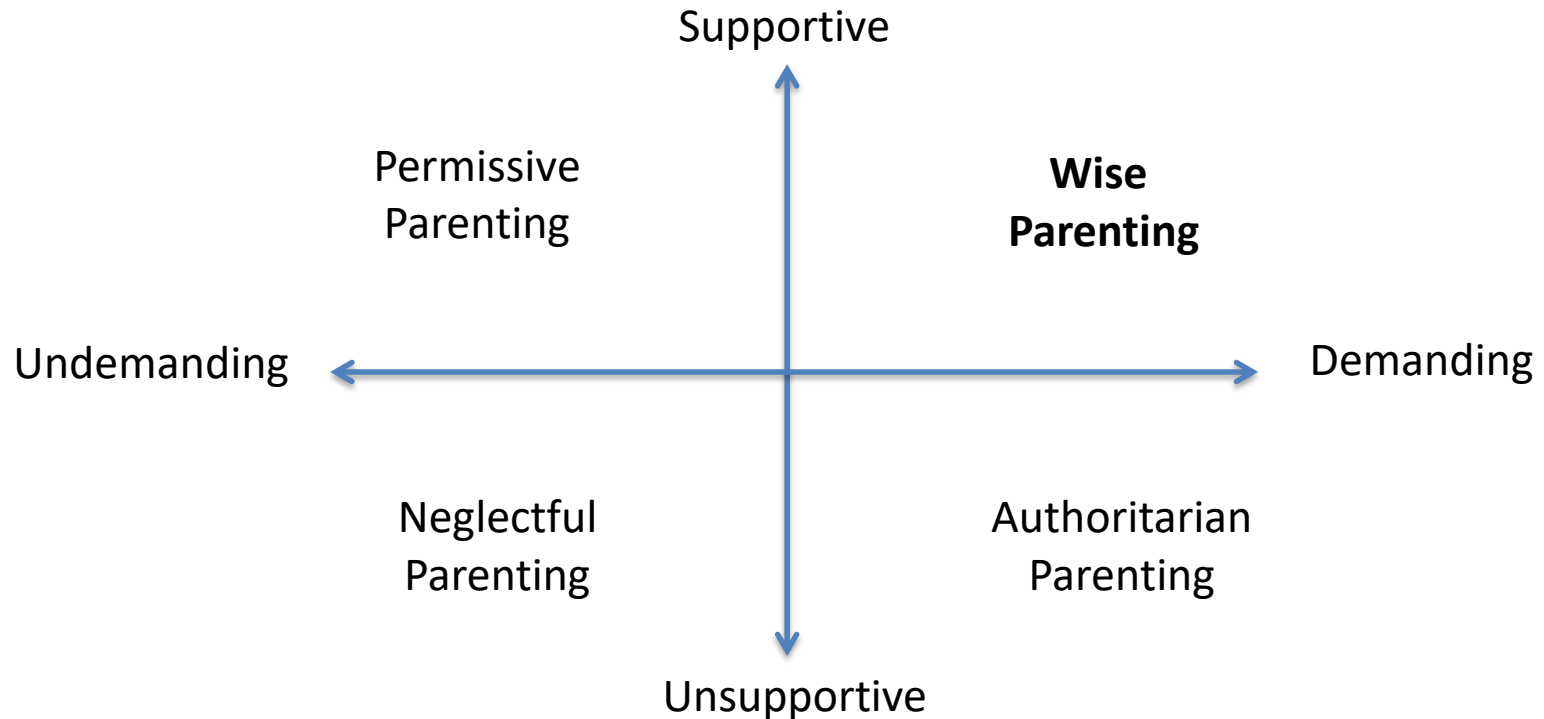 Supportive
Permissive
Parenting
Wise
Parenting
Undemanding
Demanding
Neglectful
Parenting
Authoritarian
Parenting
Unsupportive